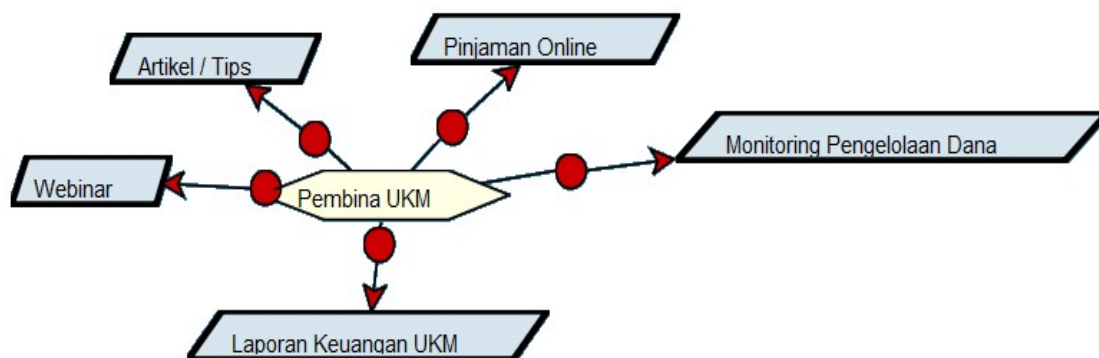 Pinjaman Online
Artikel / Tips
Monitoring Pengelolaan Dana
Webinar
Pembina UKM
Laporan Keuangan UKM